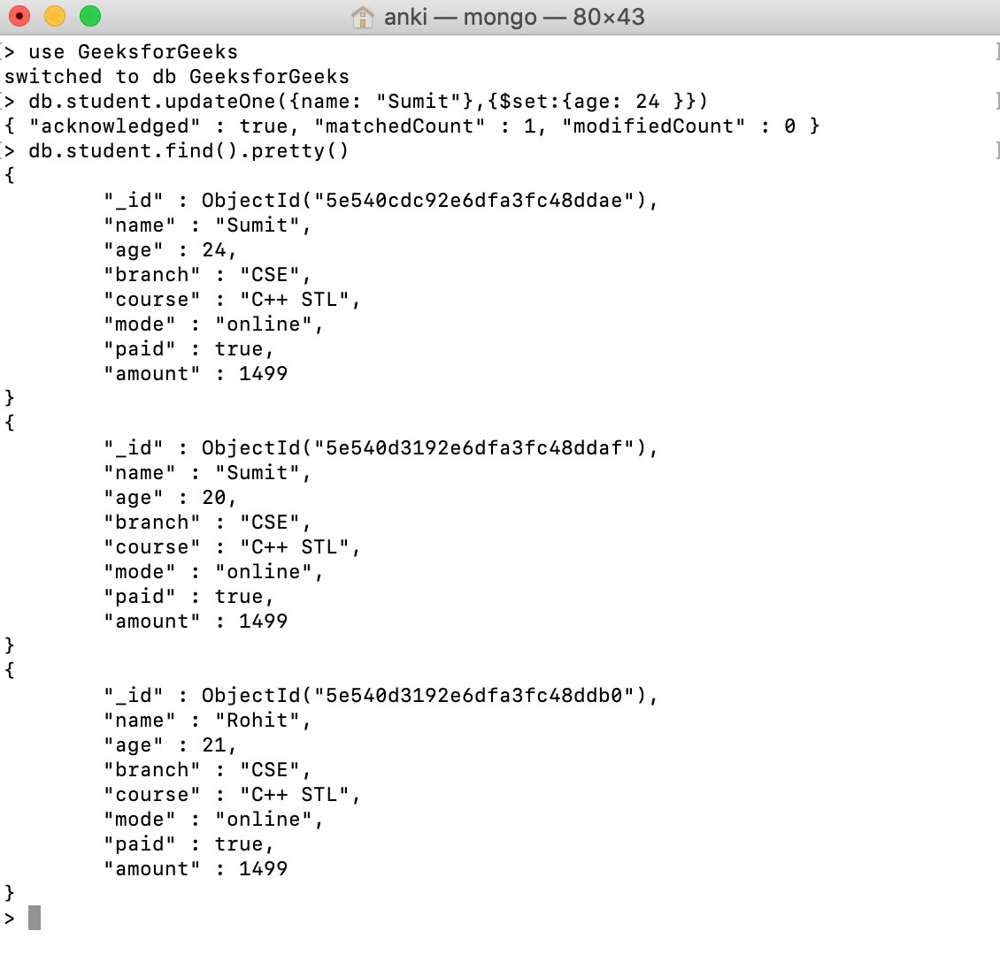 anki — mongo — 80×43
> use GeeksforGeeks
switched to db GeeksforGeeks
> db.student.updateOne({name: "Sumit"},{$set:{age: 24 }})
{ "acknowledged" : true, "matchedCount" : 1, "modifiedCount" : 0 }
> db.student.find().pretty()
{
        "_id" : ObjectId("5e540cdc92e6dfa3fc48ddae"),
        "name" : "Sumit",
        "age" : 24,
        "branch" : "CSE",
        "course" : "C++ STL",
        "mode" : "online",
        "paid" : true,
        "amount" : 1499
}
{
        "_id" : ObjectId("5e540d3192e6dfa3fc48ddaf"),
        "name" : "Sumit",
        "age" : 20,
        "branch" : "CSE",
        "course" : "C++ STL",
        "mode" : "online",
        "paid" : true,
        "amount" : 1499
}
{
        "_id" : ObjectId("5e540d3192e6dfa3fc48ddb0"),
        "name" : "Rohit",
        "age" : 21,
        "branch" : "CSE",
        "course" : "C++ STL",
        "mode" : "online",
        "paid" : true,
        "amount" : 1499
}
>